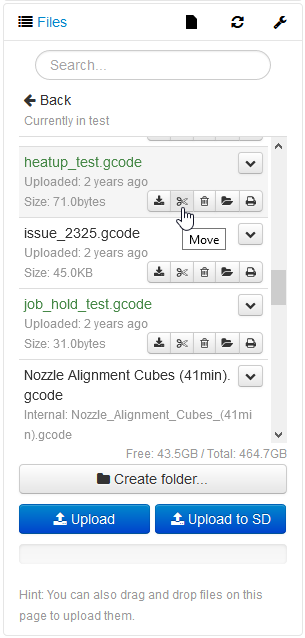 Files
Search...
Back
Currently in test
heatup_test.gcode
Uploaded: 2 years ago
Size: 71.0bytes
issue_2325.gcode
Move
Uploaded: 2 years ago
Size: 45.0KB
job_hold_test.gcode
Uploaded: 2 years ago
Size: 31.0bytes
Nozzle Alignment Cubes (41min).
gcode
Internal: Nozzle_Alignment_Cubes_(41mi
n).gcode
Free: 43.5GB / Total: 464.7GB
Create folder...
Upload
Upload to SD
Hint: You can also drag and drop files on this
page to upload them.